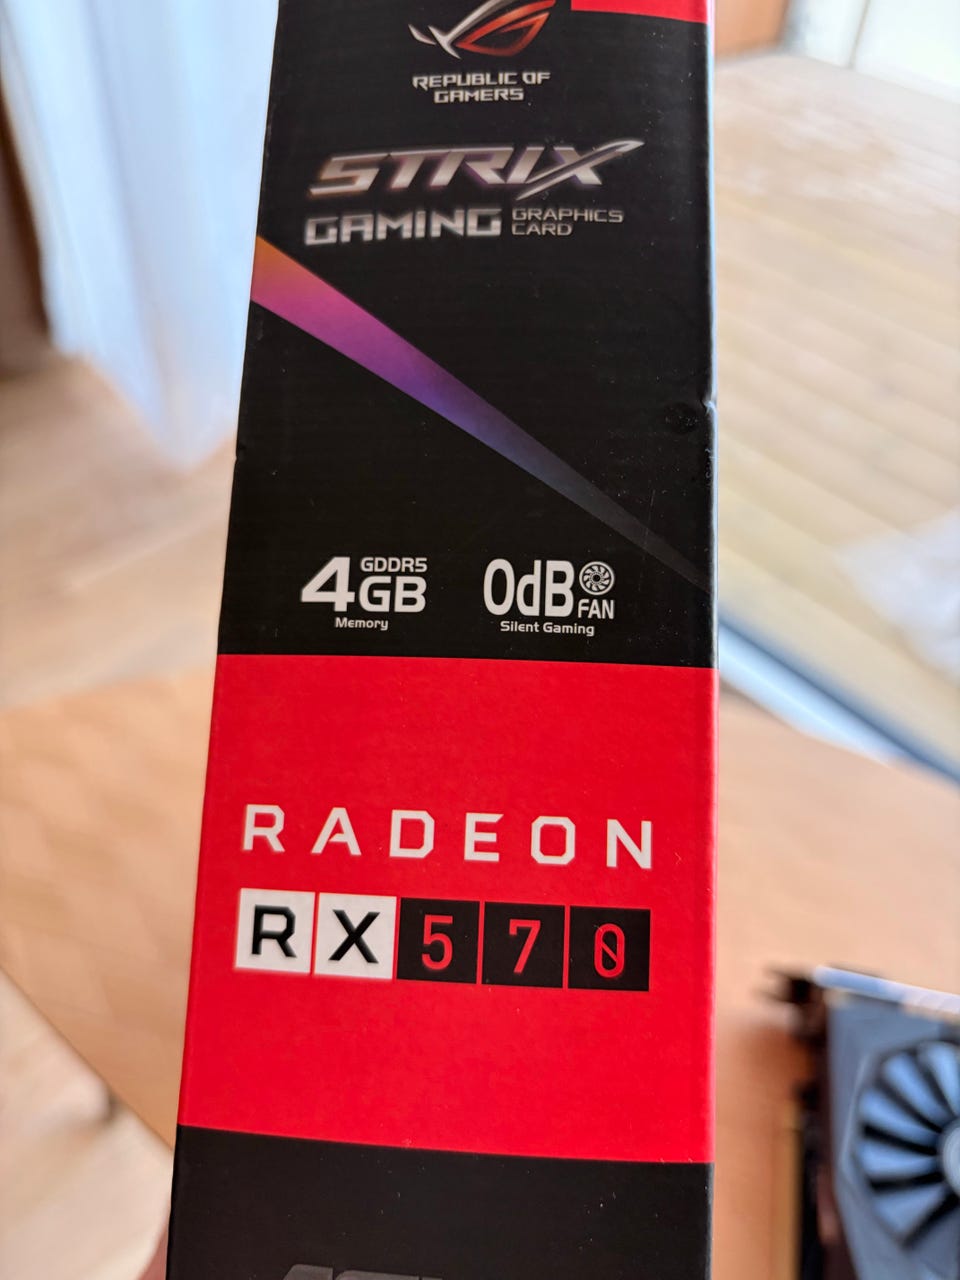 REPUBLIC OF
GAMERS
STRIX
GAMING GRAPHICS
CARD
4GB GDDR5
Memory
0dB FAN
Silent Gaming
RADEON
RX 570